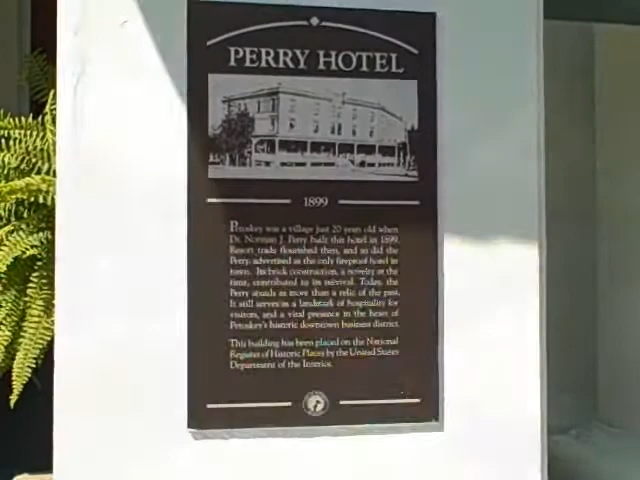 PERRY HOTEL
1899
Petoskey was a village just 20 years old when
Dr. Norman J. Perry built this hotel in 1899.
Resort trade flourished then, and so did the
Perry, advertised as the only fireproof hotel in
town. Its brick construction, a novelty at the
time, contributed to its survival. Today, the
Perry stands as more than a relic of the past.
It still serves as a landmark of hospitality for
visitors, and a vital presence in the heart of
Petoskey's historic downtown business district.
This building has been placed on the National
Register of Historic Places by the United States
Department of the Interior.